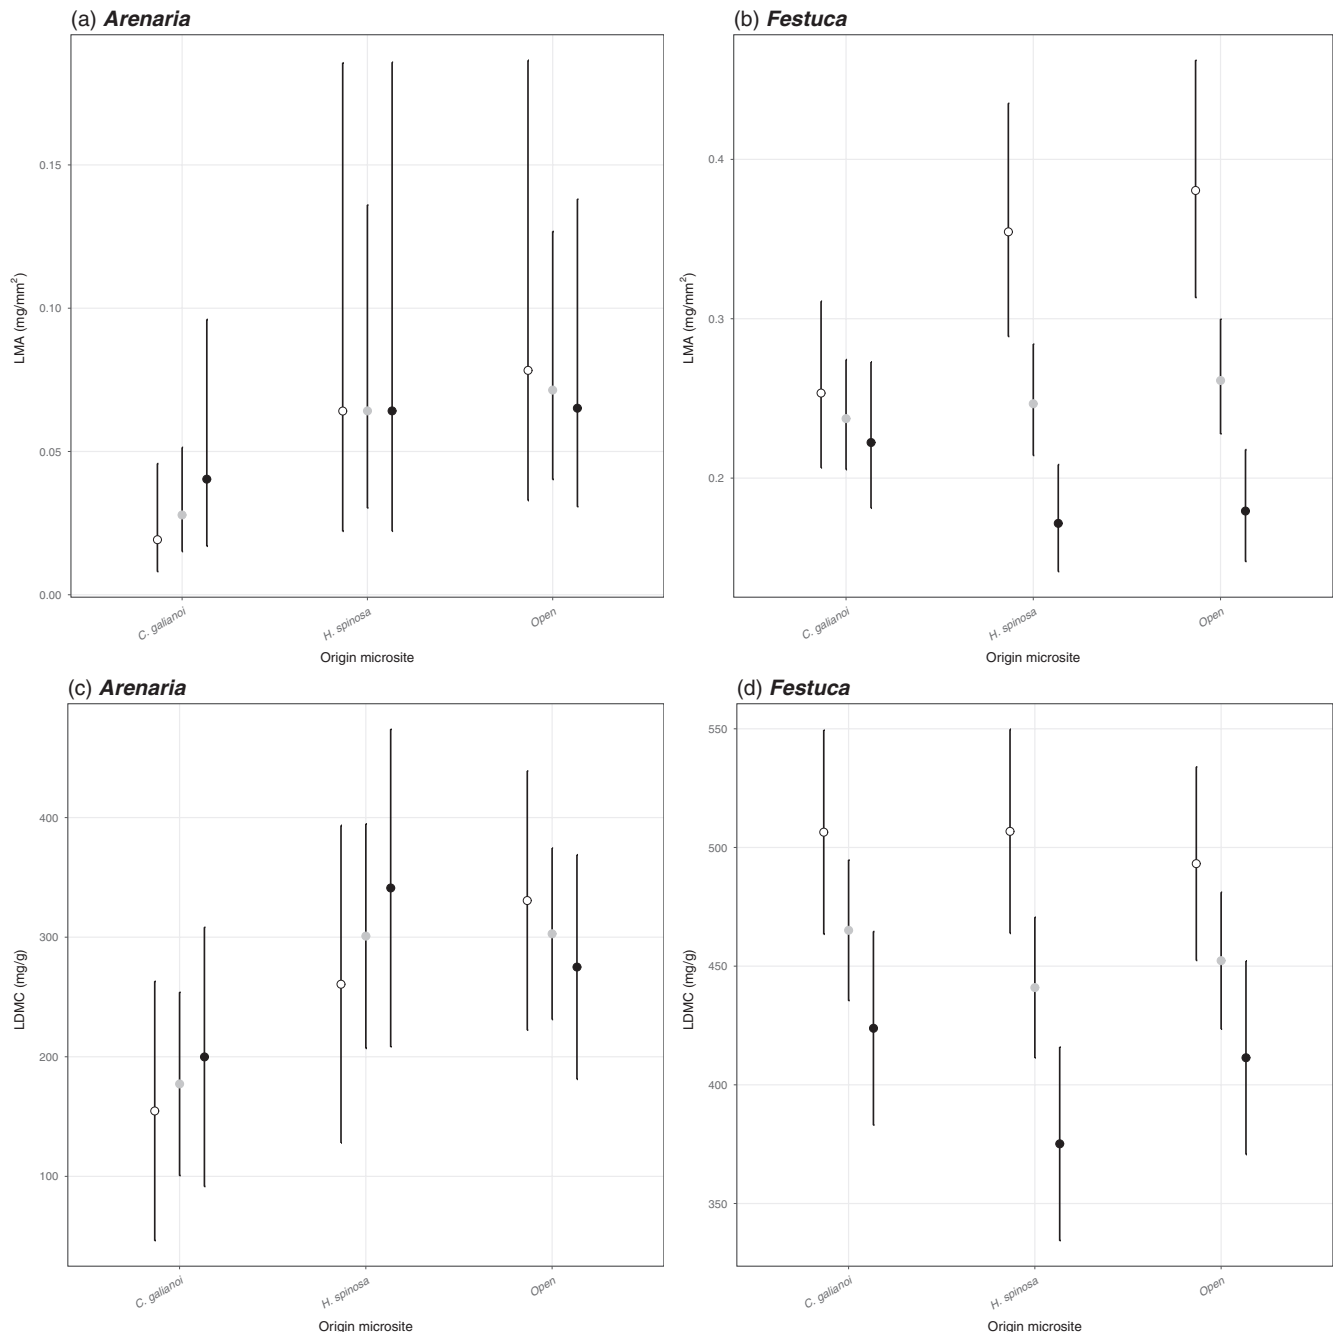 (a) Arenaria
LMA (mg/mm²)
0.15
0.10
0.05
0.00
C. galianoi
H. spinosa
Open
Origin microsite
(b) Festuca
LMA (mg/mm²)
0.4
0.3
0.2
C. galianoi
H. spinosa
Open
Origin microsite
(c) Arenaria
LDMC (mg/g)
400
300
200
100
C. galianoi
H. spinosa
Open
Origin microsite
(d) Festuca
LDMC (mg/g)
550
500
450
400
350
C. galianoi
H. spinosa
Open
Origin microsite